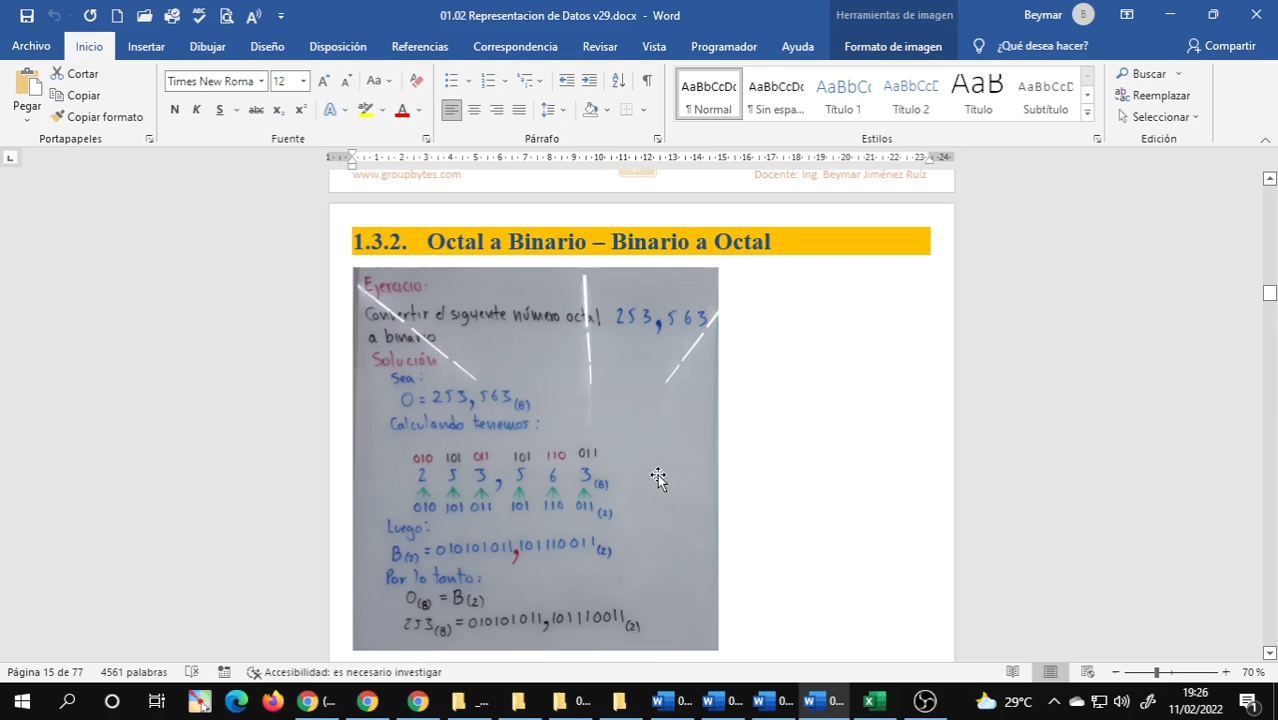 01.02 Representacion de Datos v29.docx - Word
Herramientas de imagen
Beymar B
Archivo Inicio Insertar Dibujar Diseño Disposición Referencias Correspondencia Revisar Vista Programador Ayuda Formato de imagen ¿Qué desea hacer? Compartir
Pegar
Cortar
Copiar
Copiar formato
Times New Roma 12
N K S abc x₂ x²
AaBbCcDc AaBbCcDc AaBbCc AaBbCcD AaB AaBbCcD
¶ Normal ¶ Sin espa... Título 1 Título 2 Título Subtítulo
Buscar
Reemplazar
Seleccionar
Portapapeles Fuente Párrafo Estilos Edición
www.groupbytes.com Docente: Ing. Beymar Jiménez Ruíz
1.3.2. Octal a Binario – Binario a Octal
Ejercicio:
Convertir el siguiente número octal 253,563
a binario
Solución
Sea:
O = 253,563(8)
Calculando tenemos:
010 101 011 101 110 011
2 5 3 , 5 6 3(8)
010 101 011 101 110 011(2)
Luego:
B(2) = 010101011,101110011(2)
Por lo tanto:
O(8) = B(2)
253(8) = 010101011,101110011(2)
Página 15 de 77 4561 palabras Accesibilidad: es necesario investigar 70 %
29°C
19:26
11/02/2022